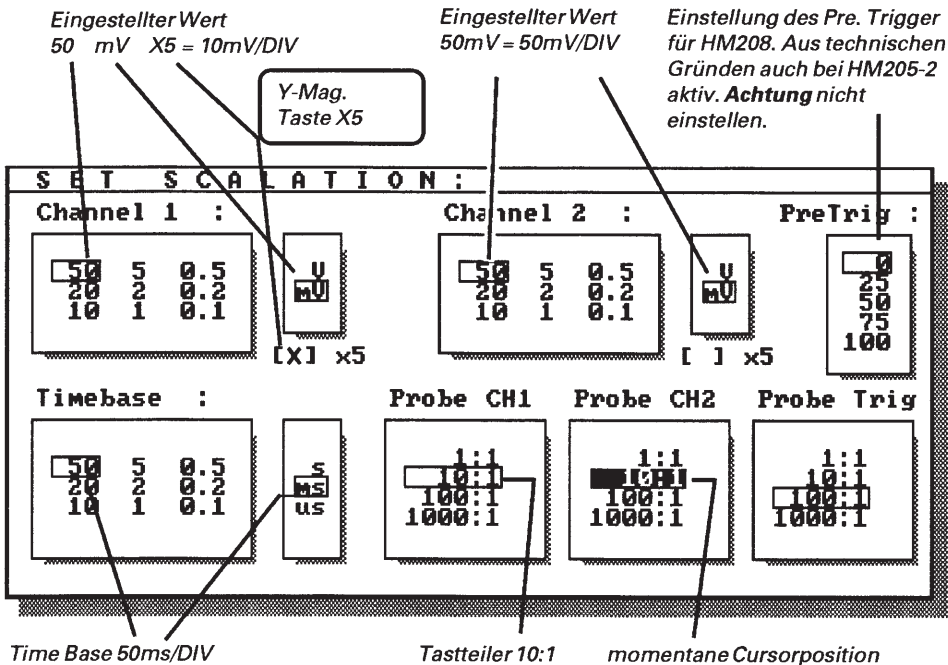 Eingestellter Wert
50 mV X5 = 10mV/DIV
Eingestellter Wert
50mV = 50mV/DIV
Einstellung des Pre. Trigger
für HM208. Aus technischen
Gründen auch bei HM205-2
aktiv. Achtung nicht
einstellen.
Y-Mag.
Taste X5
SET SCALATION:
Channel 1 :
50 5 0.5
20 2 0.2
10 1 0.1
V
mV
[X] x5
Channel 2 :
50 5 0.5
20 2 0.2
10 1 0.1
V
mV
[ ] x5
PreTrig :
0
25
50
75
100
Timebase :
50 5 0.5
20 2 0.2
10 1 0.1
s
ms
us
Probe CH1
1:1
10:1
100:1
1000:1
Probe CH2
1:1
10:1
100:1
1000:1
Probe Trig
1:1
10:1
100:1
1000:1
Time Base 50ms/DIV
Tastteiler 10:1
momentane Cursorposition